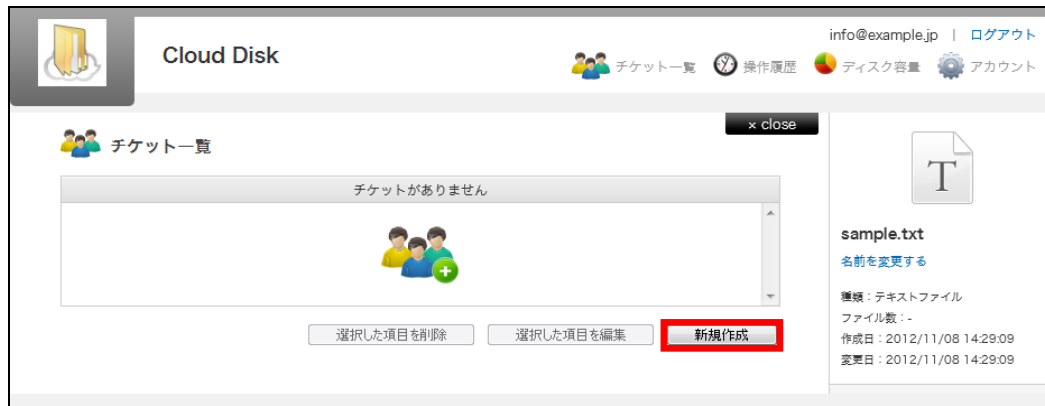 info@example.jp | ログアウト
Cloud Disk
チケット一覧 操作履歴 ディスク容量 アカウント
× close
チケット一覧
チケットがありません
選択した項目を削除 選択した項目を編集 新規作成
T
sample.txt
名前を変更する
種類：テキストファイル
ファイル数：-
作成日：2012/11/08 14:29:09
変更日：2012/11/08 14:29:09